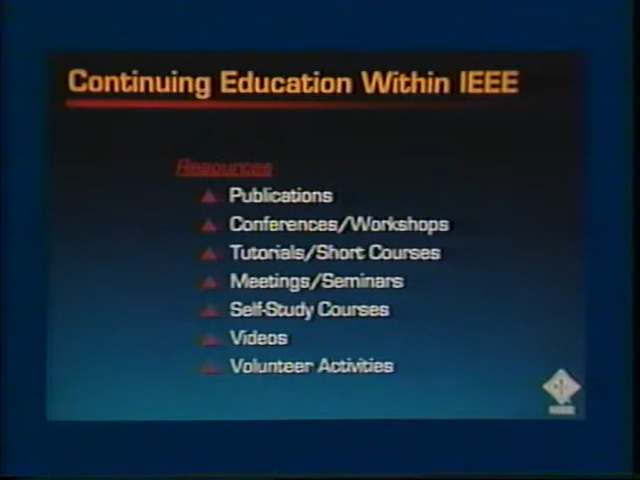 Continuing Education Within IEEE
Resources
Publications
Conferences/Workshops
Tutorials/Short Courses
Meetings/Seminars
Self-Study Courses
Videos
Volunteer Activities